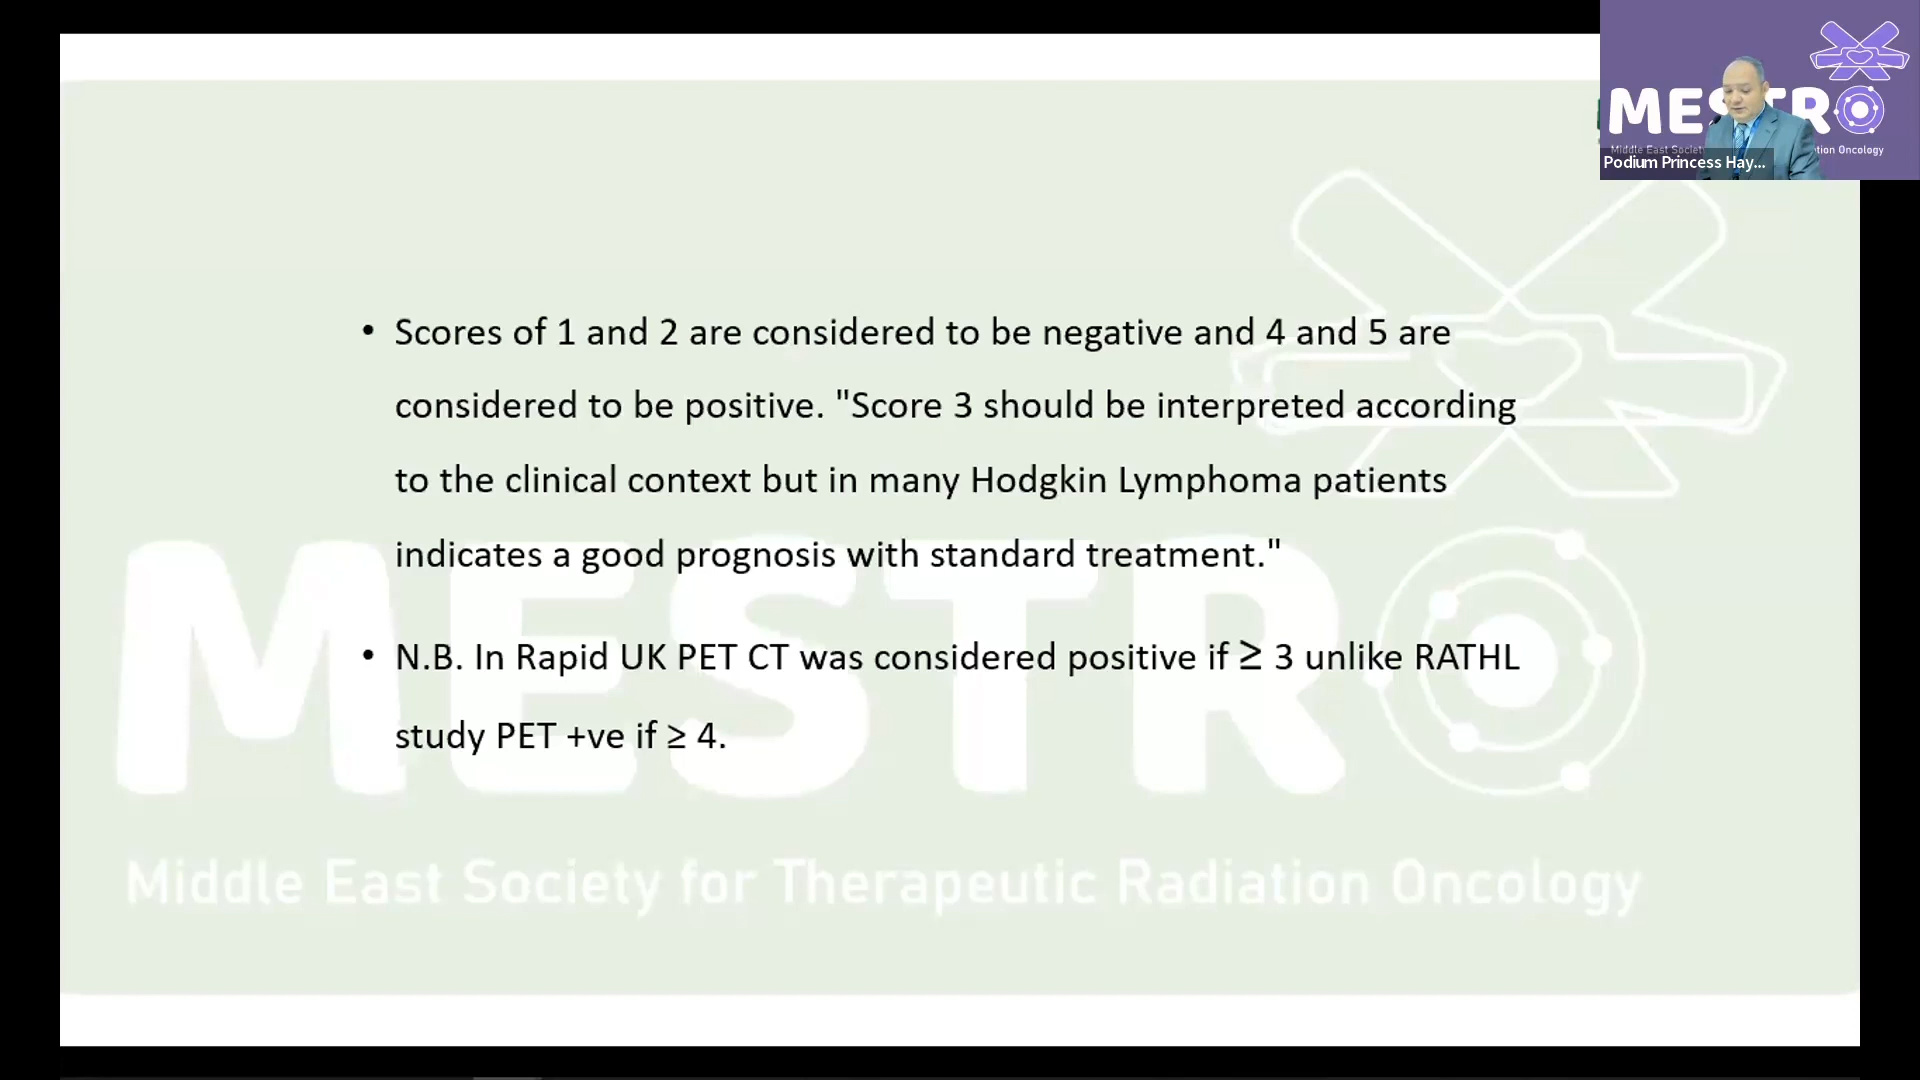 • Scores of 1 and 2 are considered to be negative and 4 and 5 are
considered to be positive. "Score 3 should be interpreted according
to the clinical context but in many Hodgkin Lymphoma patients
indicates a good prognosis with standard treatment."
• N.B. In Rapid UK PET CT was considered positive if ≥ 3 unlike RATHL
study PET +ve if ≥ 4.
MESTRO
Middle East Society for Therapeutic Radiation Oncology
Middle East Oncology
Podium Princess Hay...